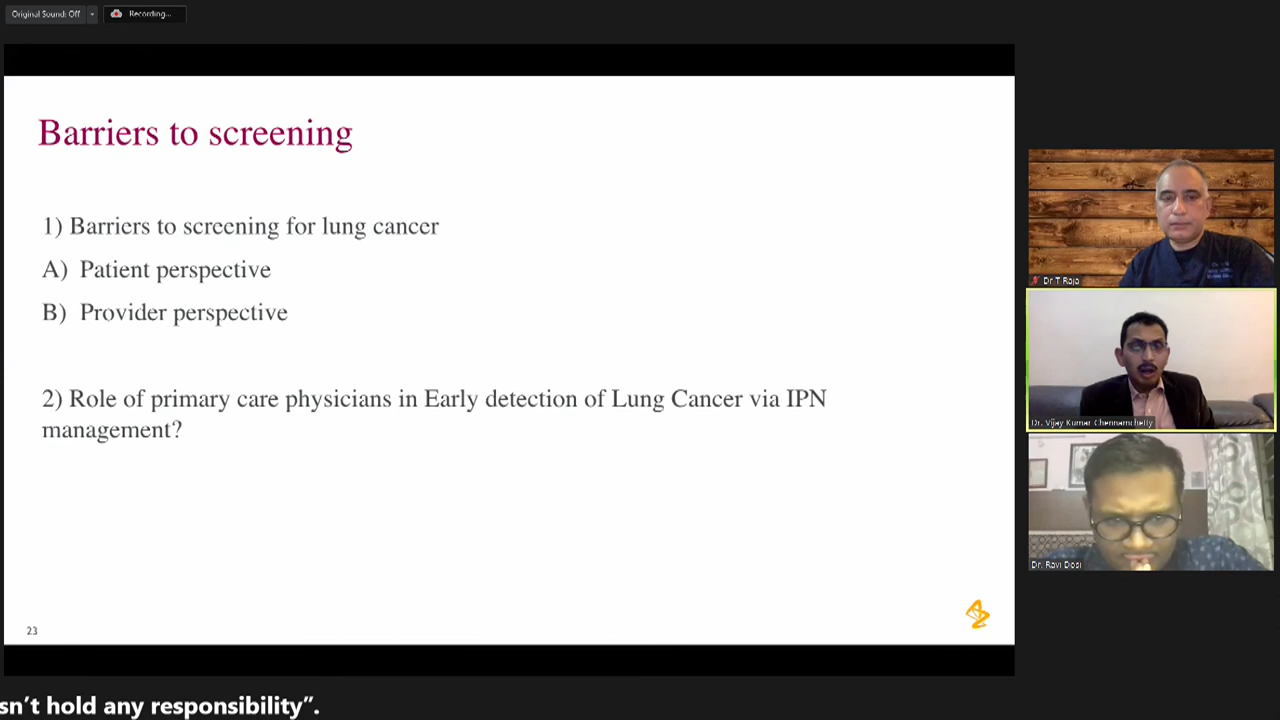 Original Sound: Off
Recording...
Barriers to screening
1) Barriers to screening for lung cancer
A) Patient perspective
B) Provider perspective
2) Role of primary care physicians in Early detection of Lung Cancer via IPN
management?
23
Dr T Raja
Dr. Vijay Kumar Chennamchetty
Dr. Ravi Dosi
sn’t hold any responsibility”.